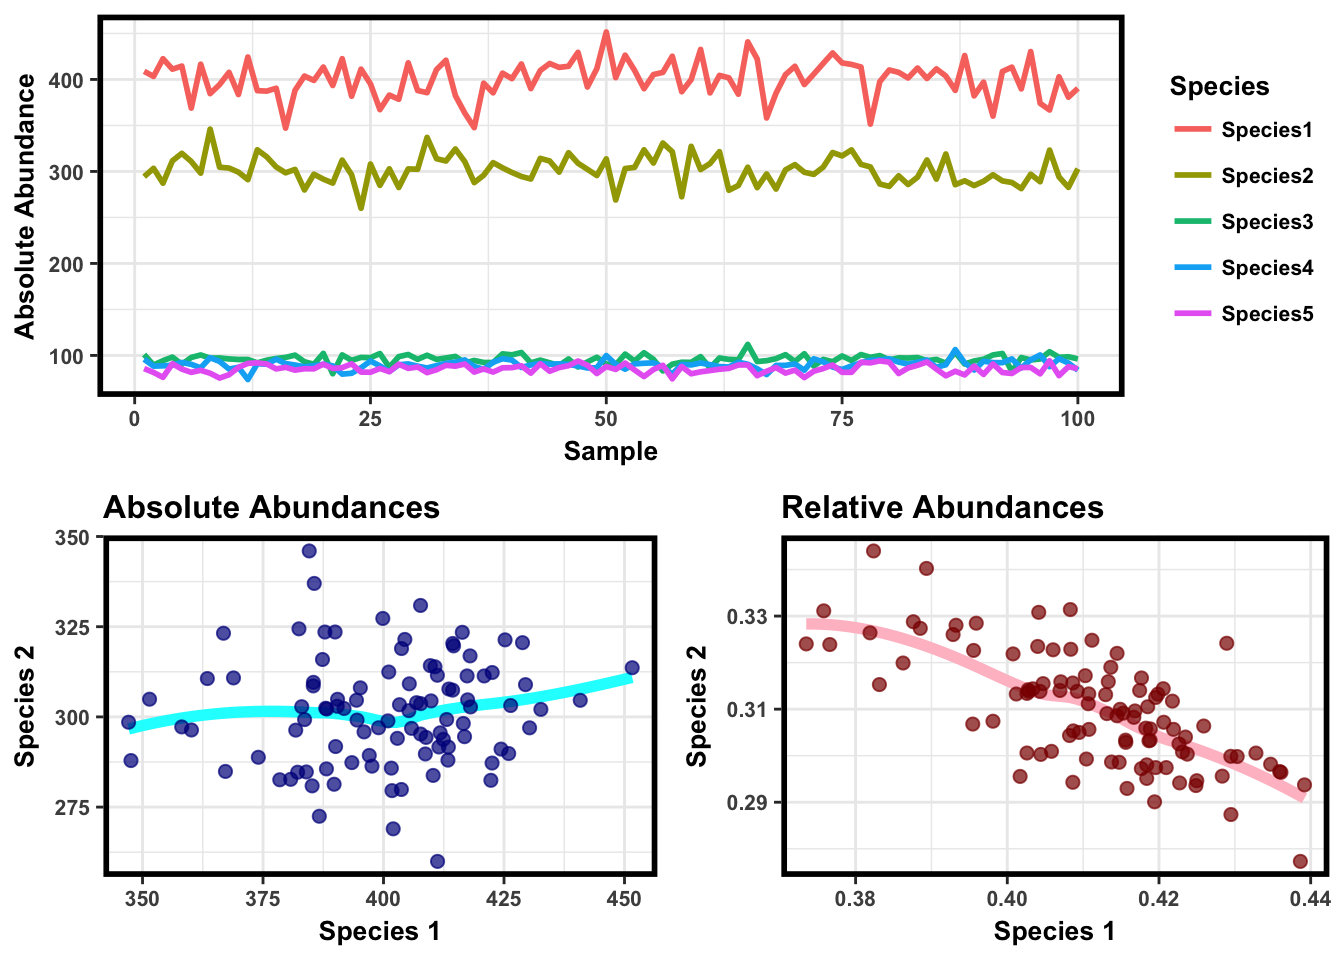 Absolute Abundance
400
300
200
100
0
25
50
75
100
Sample
Species
Species1
Species2
Species3
Species4
Species5
Absolute Abundances
Species 2
350
325
300
275
350
375
400
425
450
Species 1
Relative Abundances
Species 2
0.33
0.31
0.29
0.38
0.40
0.42
0.44
Species 1